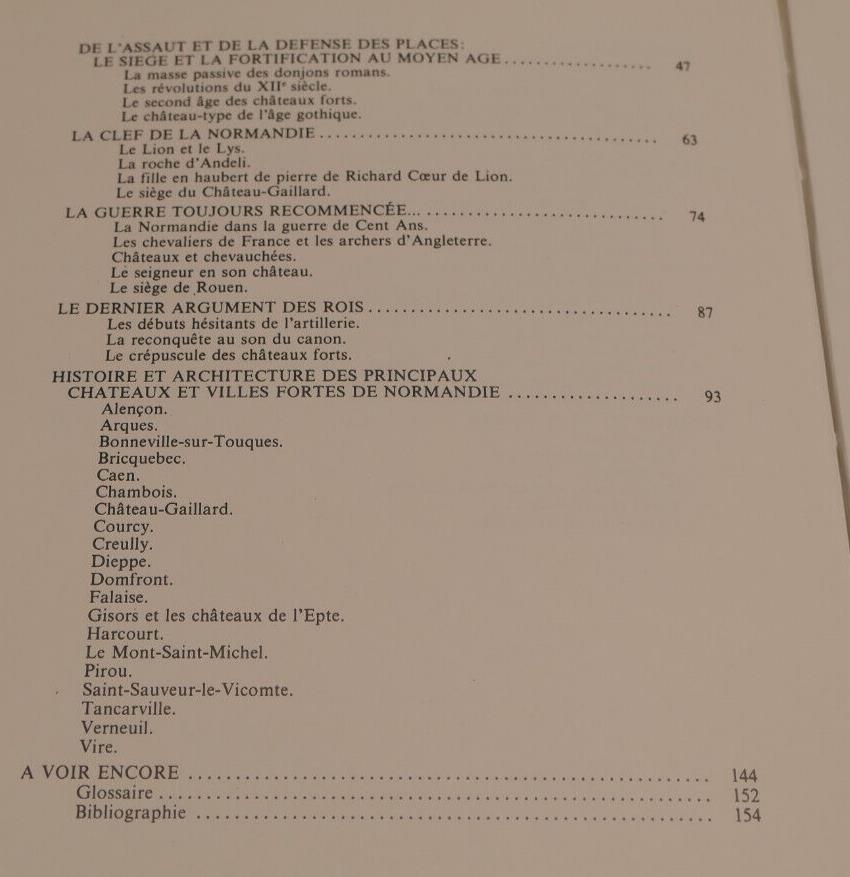 DE L'ASSAUT ET DE LA DEFENSE DES PLACES:
LE SIEGE ET LA FORTIFICATION AU MOYEN AGE.................. 47
La masse passive des donjons romans.
Les révolutions du XIIe siècle.
Le second âge des châteaux forts.
Le château-type de l'âge gothique.
LA CLEF DE LA NORMANDIE.......................................... 63
Le Lion et le Lys.
La roche d'Andeli.
La fille en haubert de pierre de Richard Cœur de Lion.
Le siège du Château-Gaillard.
LA GUERRE TOUJOURS RECOMMENCÉE................................. 74
La Normandie dans la guerre de Cent Ans.
Les chevaliers de France et les archers d'Angleterre.
Châteaux et chevauchées.
Le seigneur en son château.
Le siège de Rouen.
LE DERNIER ARGUMENT DES ROIS.................................... 87
Les débuts hésitants de l'artillerie.
La reconquête au son du canon.
Le crépuscule des châteaux forts.
HISTOIRE ET ARCHITECTURE DES PRINCIPAUX
CHATEAUX ET VILLES FORTES DE NORMANDIE .................... 93
Alençon.
Arques.
Bonneville-sur-Touques.
Bricquebec.
Caen.
Chambois.
Château-Gaillard.
Courcy.
Creully.
Dieppe.
Domfront.
Falaise.
Gisors et les châteaux de l'Epte.
Harcourt.
Le Mont-Saint-Michel.
Pirou.
Saint-Sauveur-le-Vicomte.
Tancarville.
Verneuil.
Vire.
A VOIR ENCORE ...................................................... 144
Glossaire......................................................... 152
Bibliographie ..................................................... 154